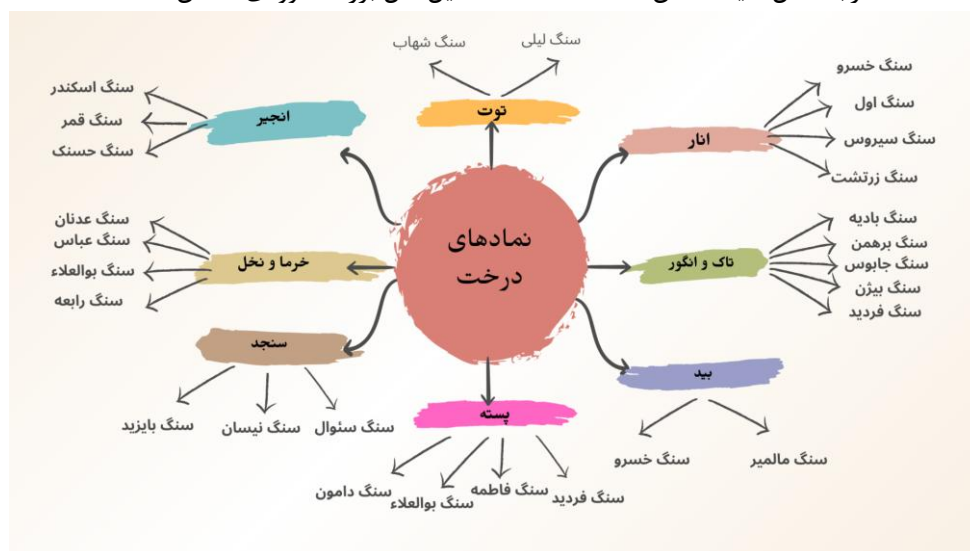 سنگ لیلی
سنگ شهاب
توت
سنگ خسرو
سنگ اول
سنگ سیروس
سنگ زرتشت
انار
سنگ اسکندر
سنگ قمر
سنگ حسنک
انجیر
نمادهای
درخت
سنگ بادیه
سنگ برهمن
سنگ جابوس
سنگ بیژن
سنگ فردید
تاک و انگور
سنگ عدنان
سنگ عباس
سنگ بوالعلاء
سنگ رابعه
خرما و نخل
سنجد
سنگ سئوال
سنگ نیسان
سنگ بایزید
بید
سنگ مالمیر
سنگ خسرو
پسته
سنگ فردید
سنگ فاطمه
سنگ بوالعلاء
سنگ دامون